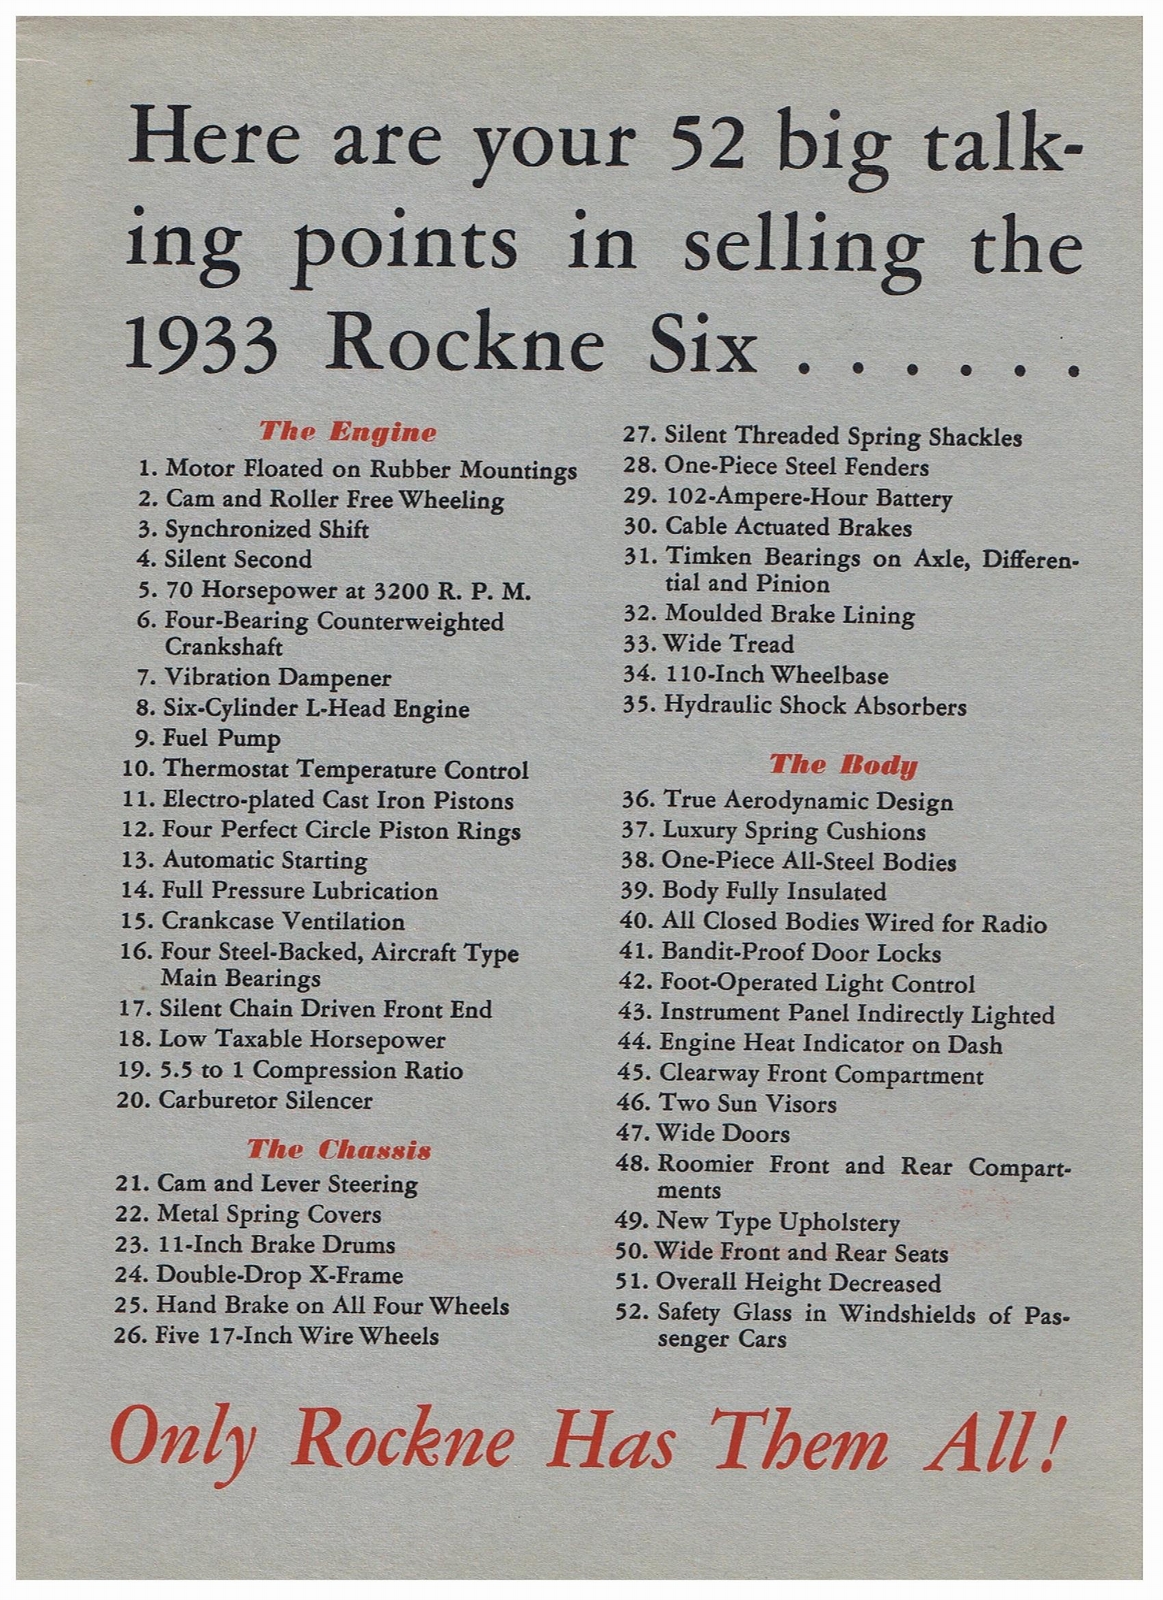 Here are your 52 big talk-
ing points in selling the
1933 Rockne Six . . . . . .
The Engine
1. Motor Floated on Rubber Mountings
2. Cam and Roller Free Wheeling
3. Synchronized Shift
4. Silent Second
5. 70 Horsepower at 3200 R. P. M.
6. Four-Bearing Counterweighted
Crankshaft
7. Vibration Dampener
8. Six-Cylinder L-Head Engine
9. Fuel Pump
10. Thermostat Temperature Control
11. Electro-plated Cast Iron Pistons
12. Four Perfect Circle Piston Rings
13. Automatic Starting
14. Full Pressure Lubrication
15. Crankcase Ventilation
16. Four Steel-Backed, Aircraft Type
Main Bearings
17. Silent Chain Driven Front End
18. Low Taxable Horsepower
19. 5.5 to 1 Compression Ratio
20. Carburetor Silencer
The Chassis
21. Cam and Lever Steering
22. Metal Spring Covers
23. 11-Inch Brake Drums
24. Double-Drop X-Frame
25. Hand Brake on All Four Wheels
26. Five 17-Inch Wire Wheels
27. Silent Threaded Spring Shackles
28. One-Piece Steel Fenders
29. 102-Ampere-Hour Battery
30. Cable Actuated Brakes
31. Timken Bearings on Axle, Differen-
tial and Pinion
32. Moulded Brake Lining
33. Wide Tread
34. 110-Inch Wheelbase
35. Hydraulic Shock Absorbers
The Body
36. True Aerodynamic Design
37. Luxury Spring Cushions
38. One-Piece All-Steel Bodies
39. Body Fully Insulated
40. All Closed Bodies Wired for Radio
41. Bandit-Proof Door Locks
42. Foot-Operated Light Control
43. Instrument Panel Indirectly Lighted
44. Engine Heat Indicator on Dash
45. Clearway Front Compartment
46. Two Sun Visors
47. Wide Doors
48. Roomier Front and Rear Compart-
ments
49. New Type Upholstery
50. Wide Front and Rear Seats
51. Overall Height Decreased
52. Safety Glass in Windshields of Pas-
senger Cars
Only Rockne Has Them All!